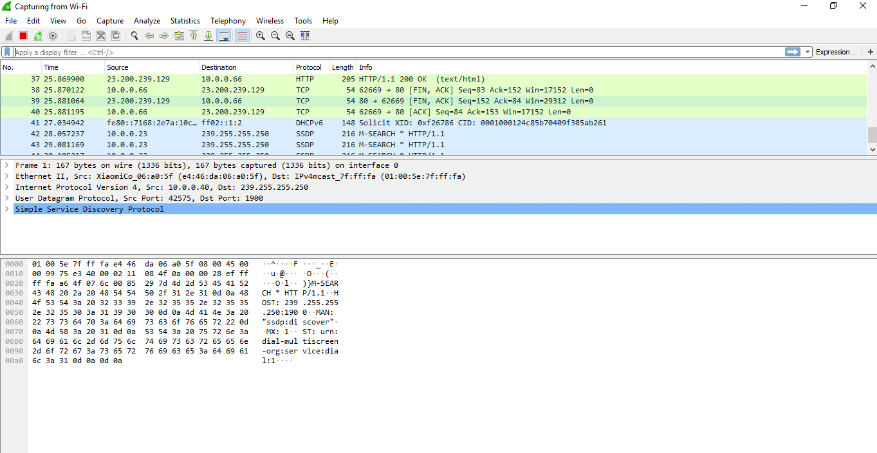 Capturing from Wi-Fi
File Edit View Go Capture Analyze Statistics Telephony Wireless Tools Help
Apply a display filter ... <Ctrl-/> Expression... +
No. Time Source Destination Protocol Length Info
37 25.869900 23.200.239.129 10.0.0.66 HTTP 205 HTTP/1.1 200 OK (text/html)
38 25.870122 10.0.0.66 23.200.239.129 TCP 54 62669 → 80 [FIN, ACK] Seq=83 Ack=152 Win=17152 Len=0
39 25.881064 23.200.239.129 10.0.0.66 TCP 54 80 → 62669 [FIN, ACK] Seq=152 Ack=84 Win=29312 Len=0
40 25.881195 10.0.0.66 23.200.239.129 TCP 54 62669 → 80 [ACK] Seq=84 Ack=153 Win=17152 Len=0
41 27.034942 fe80::7168:2e7a:10c… ff02::1:2 DHCPv6 148 Solicit XID: 0xf26786 CID: 0001000124c85b70409f385ab261
42 28.057237 10.0.0.23 239.255.255.250 SSDP 216 M-SEARCH * HTTP/1.1
43 29.081169 10.0.0.23 239.255.255.250 SSDP 216 M-SEARCH * HTTP/1.1
Frame 1: 167 bytes on wire (1336 bits), 167 bytes captured (1336 bits) on interface 0
Ethernet II, Src: XiaomiCo_06:a0:5f (e4:46:da:06:a0:5f), Dst: IPv4mcast_7f:ff:fa (01:00:5e:7f:ff:fa)
Internet Protocol Version 4, Src: 10.0.0.40, Dst: 239.255.255.250
User Datagram Protocol, Src Port: 42575, Dst Port: 1900
Simple Service Discovery Protocol
0000 01 00 5e 7f ff fa e4 46 da 06 a0 5f 08 00 45 00 ··^····F ···_··E·
0010 00 99 75 e3 40 00 02 11 08 4f 0a 00 00 28 ef ff ··u·@··· ·O···(··
0020 ff fa a6 4f 07 6c 00 85 29 7d 4d 2d 53 45 41 52 ···O·l·· )}M-SEAR
0030 43 48 20 2a 20 48 54 54 50 2f 31 2e 31 0d 0a 48 CH * HTT P/1.1··H
0040 4f 53 54 3a 20 32 33 39 2e 32 35 35 2e 32 35 35 OST: 239 .255.255
0050 2e 32 35 30 3a 31 39 30 30 0d 0a 4d 41 4e 3a 20 .250:190 0··MAN:
0060 22 73 73 64 70 3a 64 69 73 63 6f 76 65 72 22 0d "ssdp:di scover"·
0070 0a 4d 58 3a 20 31 0d 0a 53 54 3a 20 75 72 6e 3a ·MX: 1·· ST: urn:
0080 64 69 61 6c 2d 6d 75 6c 74 69 73 63 72 65 65 6e dial-mul tiscreen
0090 2d 6f 72 67 3a 73 65 72 76 69 63 65 3a 64 69 61 -org:ser vice:dia
00a0 6c 3a 31 0d 0a 0d 0a l:1····